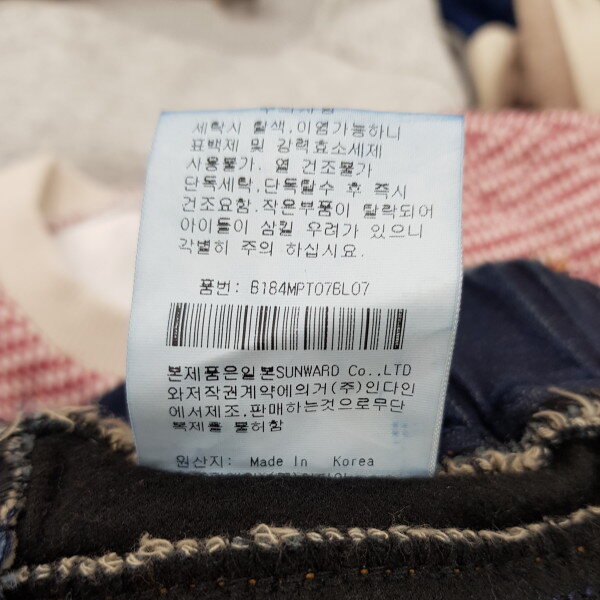 주의사항
세탁시 탈색.이염가능하니
표백제 및 강력효소세제
사용불가. 열 건조불가
단독세탁.단독탈수 후 즉시
건조요함.작은부품이 탈락되어
아이들이 삼킬 우려가 있으니
각별히 주의 하십시요.
품번: B184MPT07BL07
본제품은일본SUNWARD Co.,LTD
와저작권계약에의거(주)인다인
에서제조.판매하는것으로무단
복제를 불허함
원산지: Made In Korea